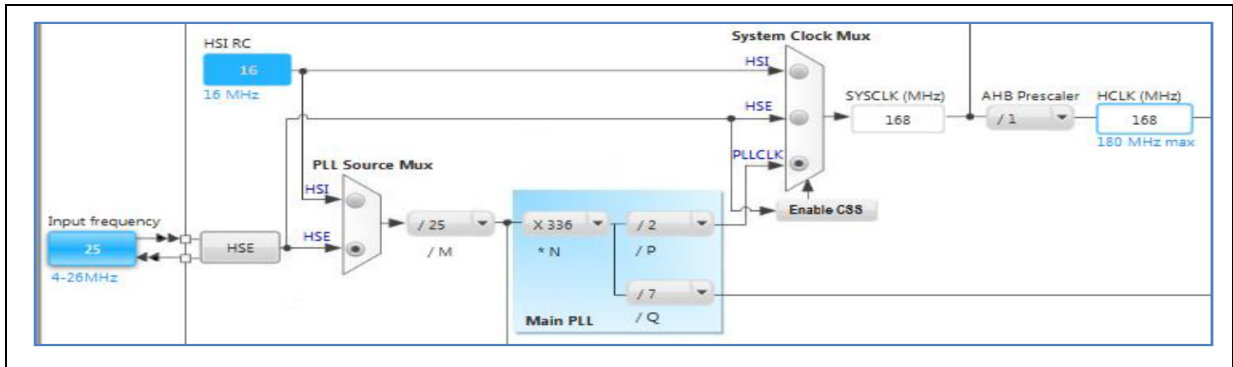 System Clock Mux
HSI RC
16
16 MHz
HSI
HSE
SYSCLK (MHz)
168
AHB Prescaler
/ 1
HCLK (MHz)
168
180 MHz max
PLLCLK
Enable CSS
PLL Source Mux
HSI
HSE
Input frequency
25
4-26MHz
HSE
/ 25
/ M
X 336
* N
/ 2
/ P
/ 7
/ Q
Main PLL